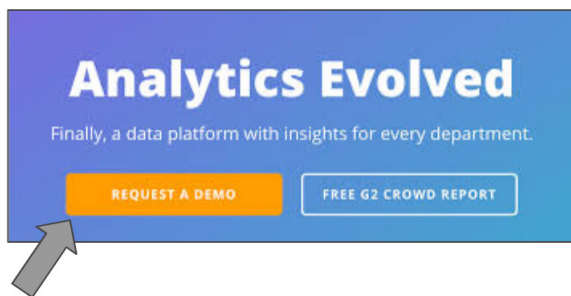 Analytics Evolved
Finally, a data platform with insights for every department.
REQUEST A DEMO
FREE G2 CROWD REPORT